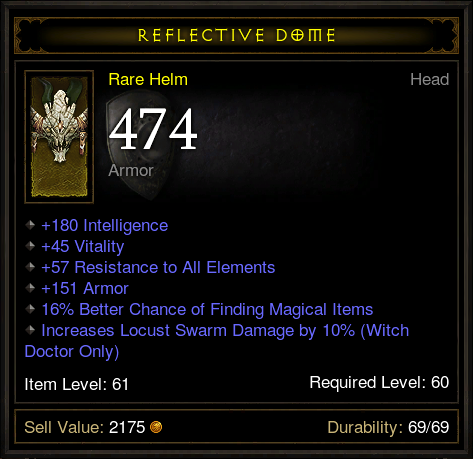 REFLECTIVE DOME
Rare Helm Head
474
Armor
+180 Intelligence
+45 Vitality
+57 Resistance to All Elements
+151 Armor
16% Better Chance of Finding Magical Items
Increases Locust Swarm Damage by 10% (Witch
Doctor Only)
Item Level: 61 Required Level: 60
Sell Value: 2175 Durability: 69/69